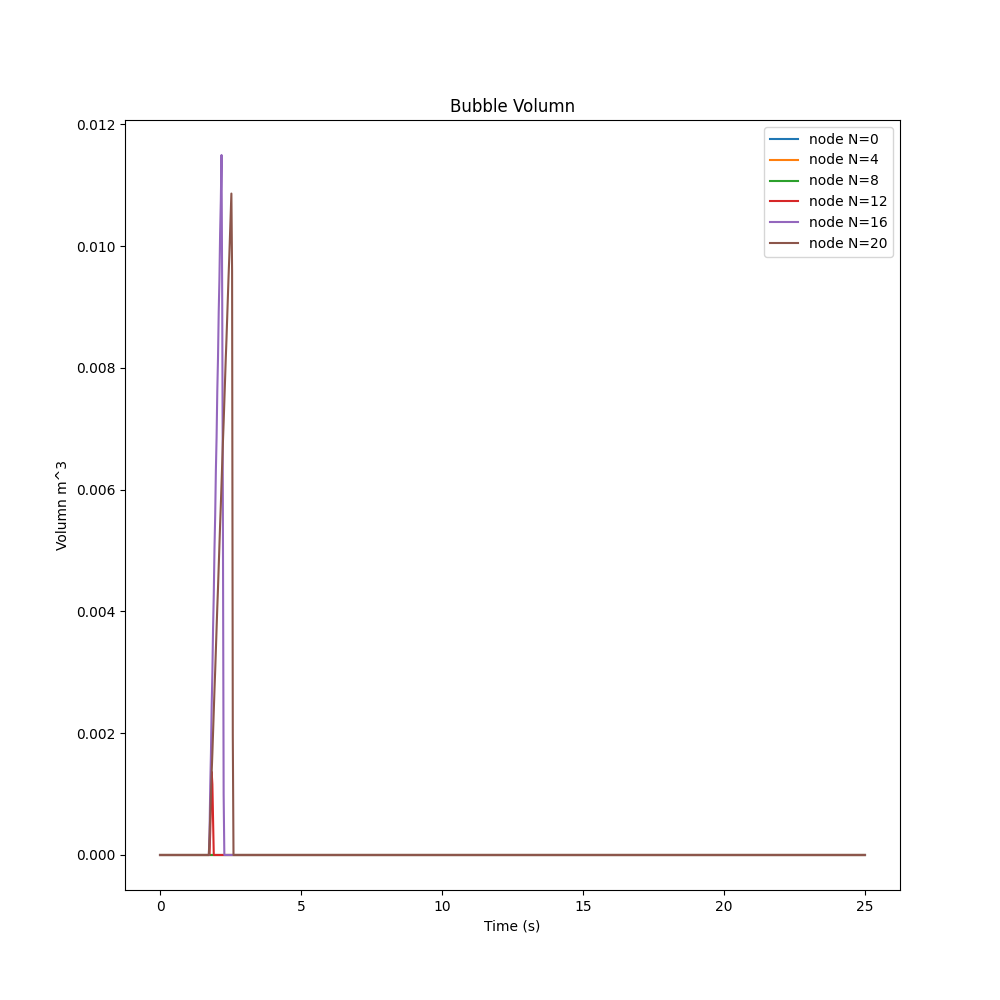 Bubble Volumn
0.012
0.010
0.008
0.006
0.004
0.002
0.000
Volumn m^3
node N=0
node N=4
node N=8
node N=12
node N=16
node N=20
0 5 10 15 20 25
Time (s)